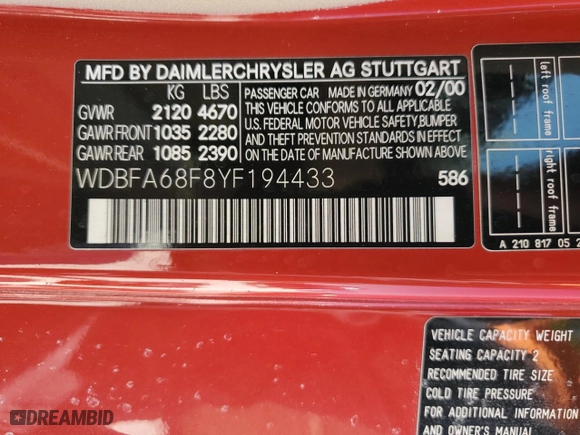 MFD BY DAIMLERCHRYSLER AG STUTTGART
KG LBS
GVWR 2120 4670
GAWR FRONT 1035 2280
GAWR REAR 1085 2390
PASSENGER CAR MADE IN GERMANY 02/00
THIS VEHICLE CONFORMS TO ALL APPLICABLE
U.S. FEDERAL MOTOR VEHICLE SAFETY, BUMPER
AND THEFT PREVENTION STANDARDS IN EFFECT
ON THE DATE OF MANUFACTURE SHOWN ABOVE
WDBFA68F8YF194433 586
left roof frame
right roof frame
A 210 817 05 2
VEHICLE CAPACITY WEIGHT
SEATING CAPACITY 2
RECOMMENDED TIRE SIZE
COLD TIRE PRESSURE
FOR ADDITIONAL INFORMATION
AND OWNER'S MANUAL
DREAMBID